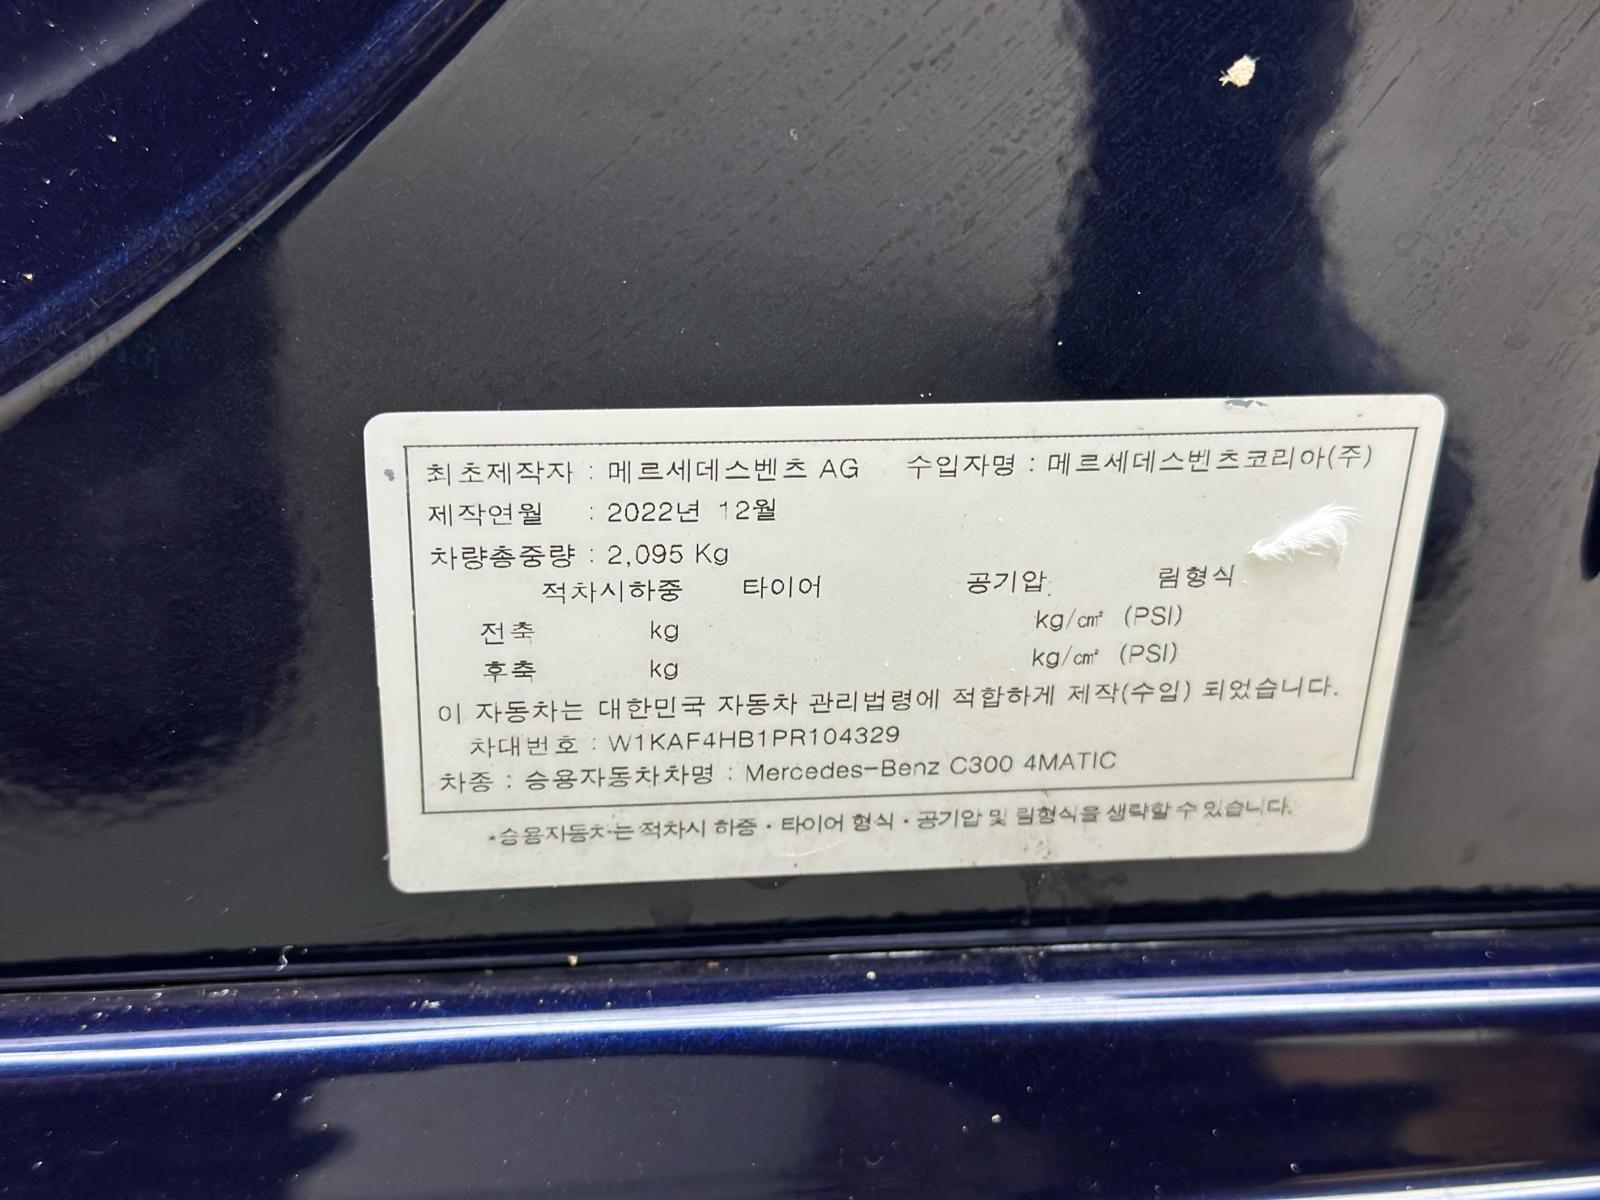 최초제작자 : 메르세데스벤츠 AG 수입자명 : 메르세데스벤츠코리아(주)
제작연월 : 2022년 12월
차량총중량 : 2,095 Kg
적차시하중 타이어 공기압 림형식
전축 kg kg/㎠ (PSI)
후축 kg kg/㎠ (PSI)
이 자동차는 대한민국 자동차 관리법령에 적합하게 제작(수입) 되었습니다.
차대번호 : W1KAF4HB1PR104329
차종 : 승용자동차차명 : Mercedes-Benz C300 4MATIC
*승용자동차는 적차시 하중·타이어 형식·공기압 및 림형식을 생략할 수 있습니다.